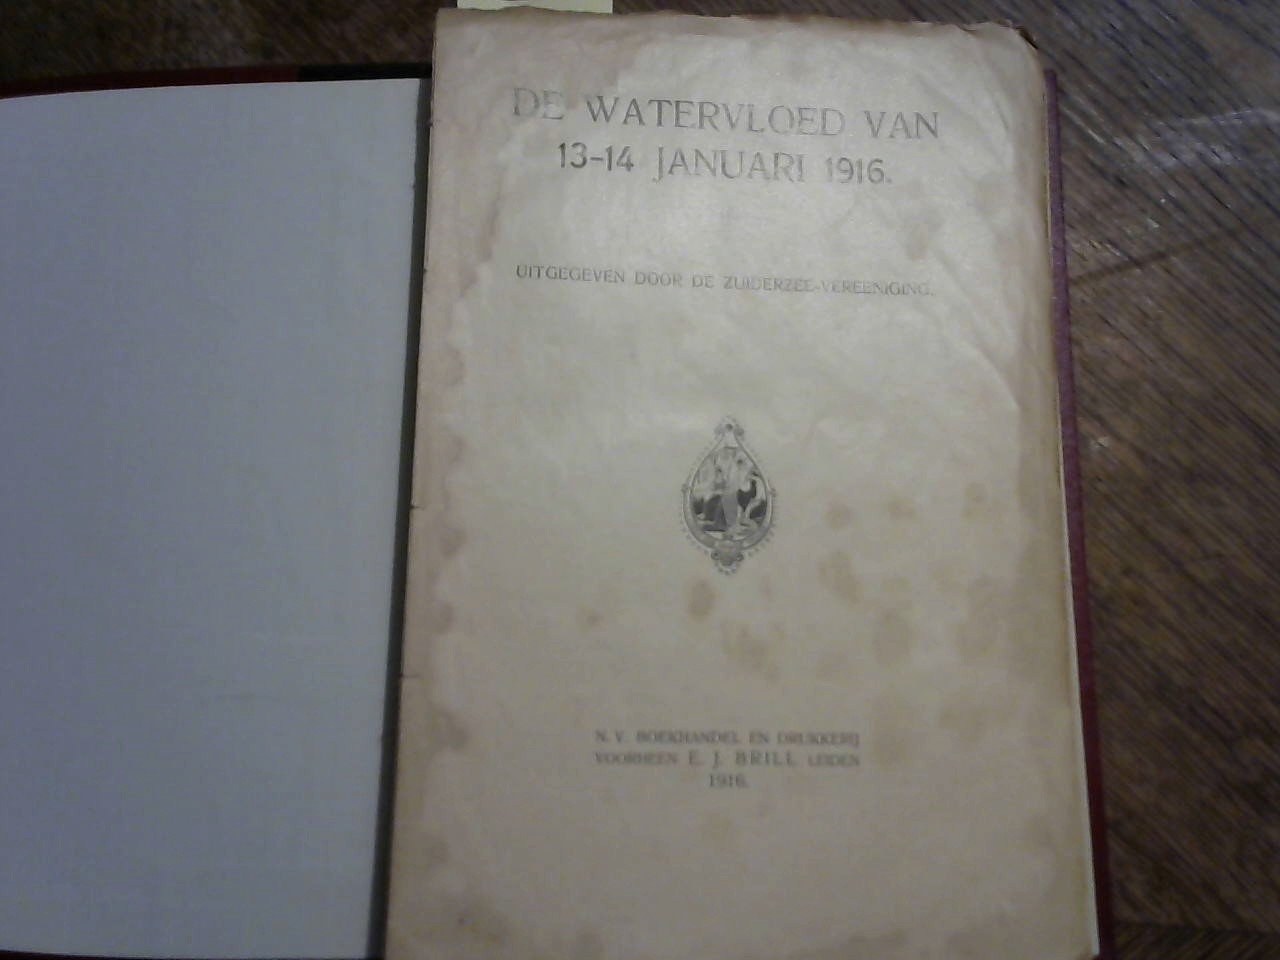 DE WATERVLOED VAN
13-14 JANUARI 1916.
UITGEGEVEN DOOR DE ZUIDERZEE-VEREENIGING.
N. V. BOEKHANDEL EN DRUKKERIJ
VOORHEEN E. J. BRILL LEIDEN
1916.